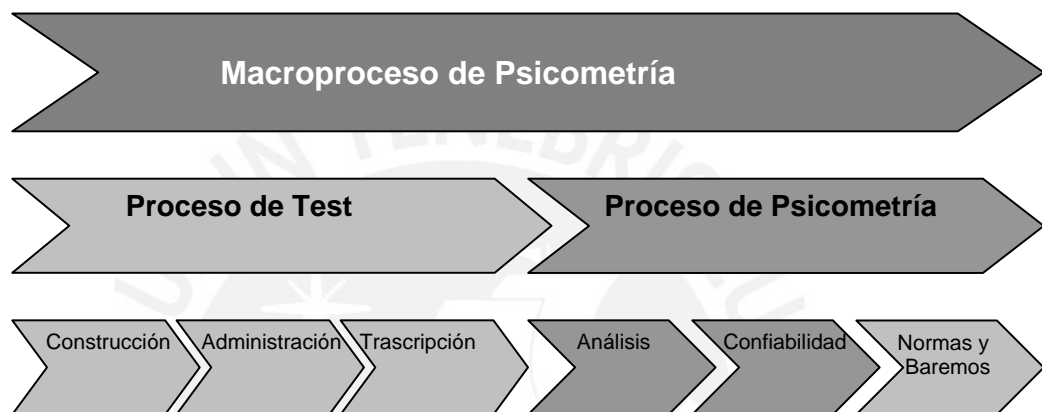 Macroproceso de Psicometría
Proceso de Test
Proceso de Psicometría
Construcción
Administración
Trascripción
Análisis
Confiabilidad
Normas y
Baremos